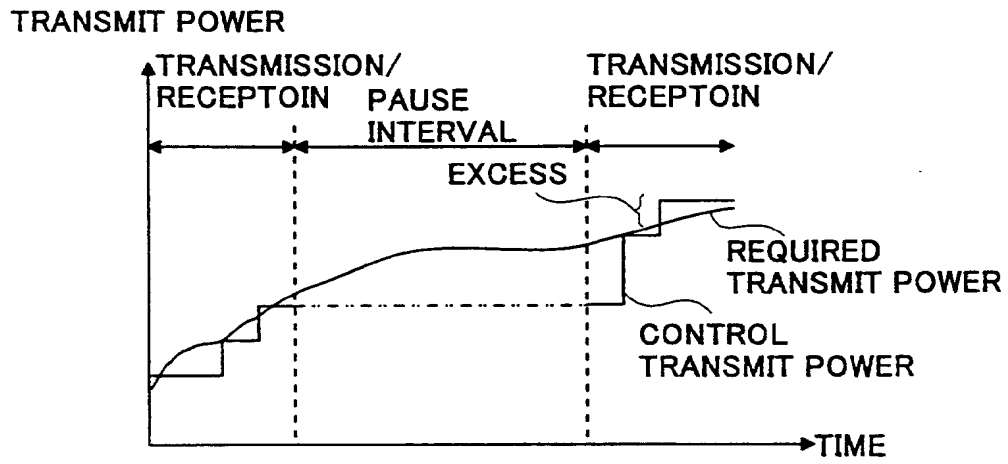 TRANSMIT POWER
TRANSMISSION/
RECEPTOIN
PAUSE
INTERVAL
TRANSMISSION/
RECEPTOIN
EXCESS
REQUIRED
TRANSMIT POWER
CONTROL
TRANSMIT POWER
TIME